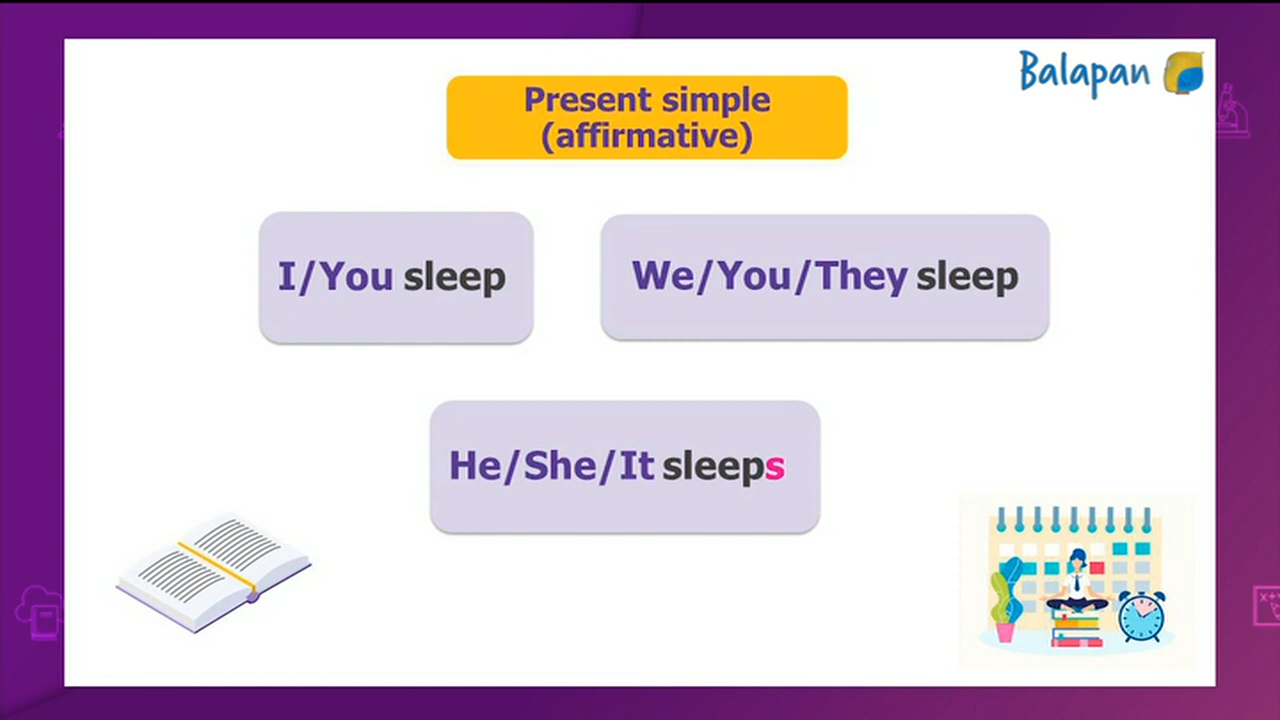 Balapan
Present simple
(affirmative)
I/You sleep
We/You/They sleep
He/She/It sleeps